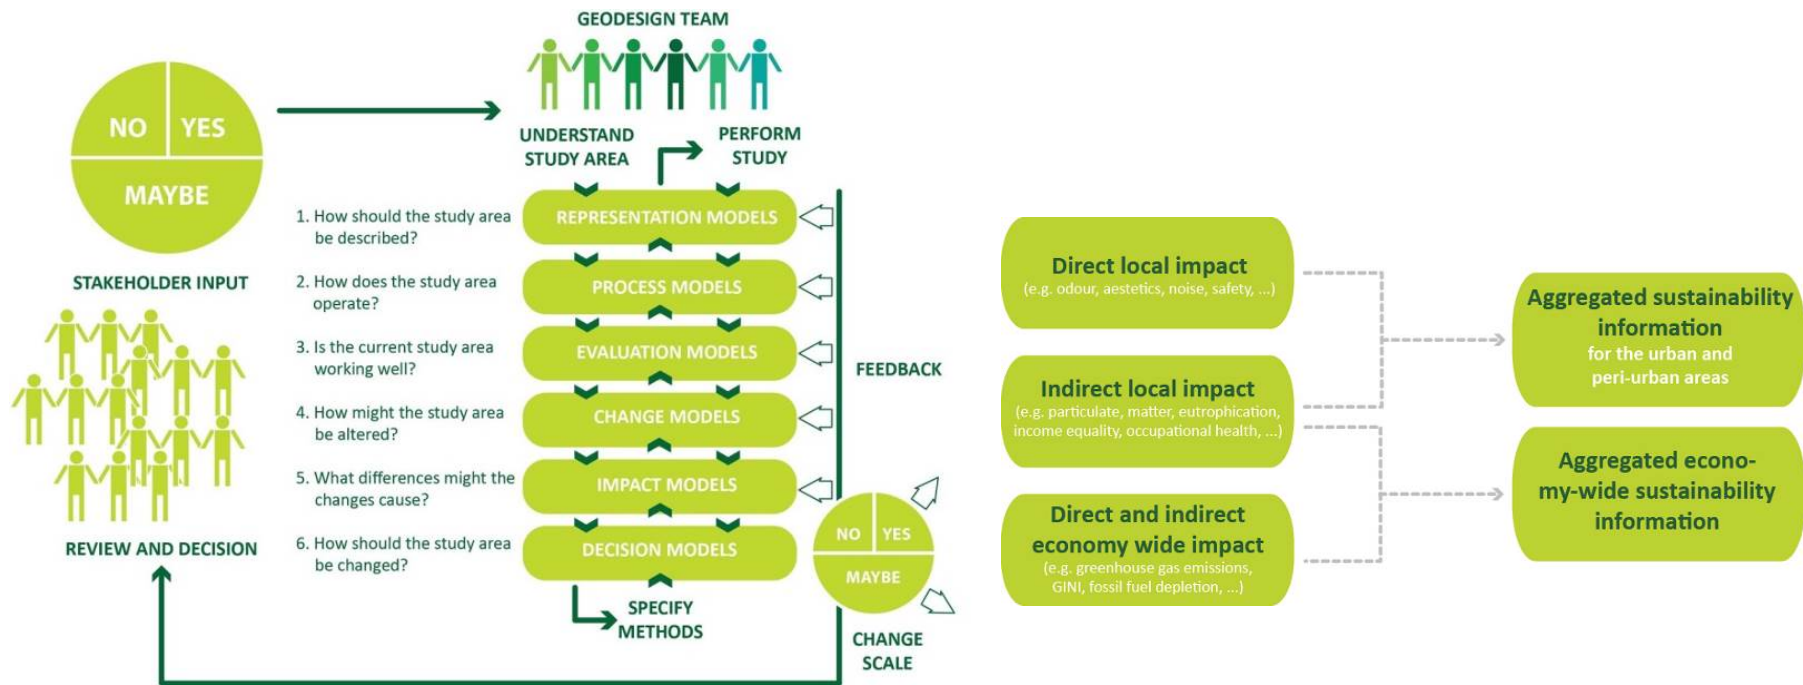 GEODESIGN TEAM
NO
YES
MAYBE
STAKEHOLDER INPUT
REVIEW AND DECISION
UNDERSTAND
STUDY AREA
PERFORM
STUDY
1. How should the study area
be described?
REPRESENTATION MODELS
2. How does the study area
operate?
PROCESS MODELS
3. Is the current study area
working well?
EVALUATION MODELS
4. How might the study area
be altered?
CHANGE MODELS
5. What differences might the
changes cause?
IMPACT MODELS
6. How should the study area
be changed?
DECISION MODELS
SPECIFY
METHODS
FEEDBACK
NO
YES
MAYBE
CHANGE
SCALE
Direct local impact
(e.g. odour, aestetics, noise, safety, ...)
Indirect local impact
(e.g. particulate, matter, eutrophication,
income equality, occupational health, ...)
Direct and indirect
economy wide impact
(e.g. greenhouse gas emissions,
GINI, fossil fuel depletion, ...)
Aggregated sustainability
information
for the urban and
peri-urban areas
Aggregated econo-
my-wide sustainability
information